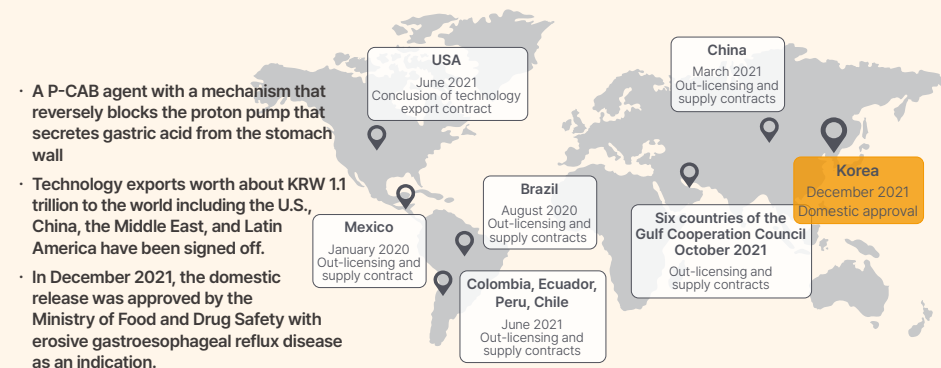 · A P-CAB agent with a mechanism that
reversely blocks the proton pump that
secretes gastric acid from the stomach
wall
· Technology exports worth about KRW 1.1
trillion to the world including the U.S.,
China, the Middle East, and Latin
America have been signed off.
· In December 2021, the domestic
release was approved by the
Ministry of Food and Drug Safety with
erosive gastroesophageal reflux disease
as an indication.
USA
June 2021
Conclusion of technology
export contract
China
March 2021
Out-licensing and
supply contracts
Korea
December 2021
Domestic approval
Brazil
August 2020
Out-licensing and
supply contracts
Mexico
January 2020
Out-licensing and
supply contract
Six countries of the
Gulf Cooperation Council
October 2021
Out-licensing and
supply contracts
Colombia, Ecuador,
Peru, Chile
June 2021
Out-licensing and
supply contracts